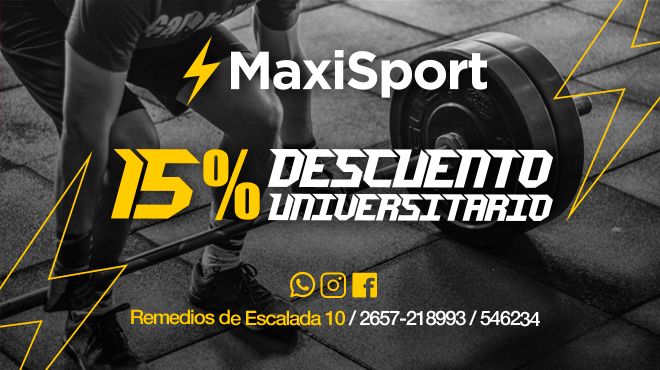 MaxiSport
15% DESCUENTO
UNIVERSITARIO
Remedios de Escalada 10 / 2657-218993 / 546234